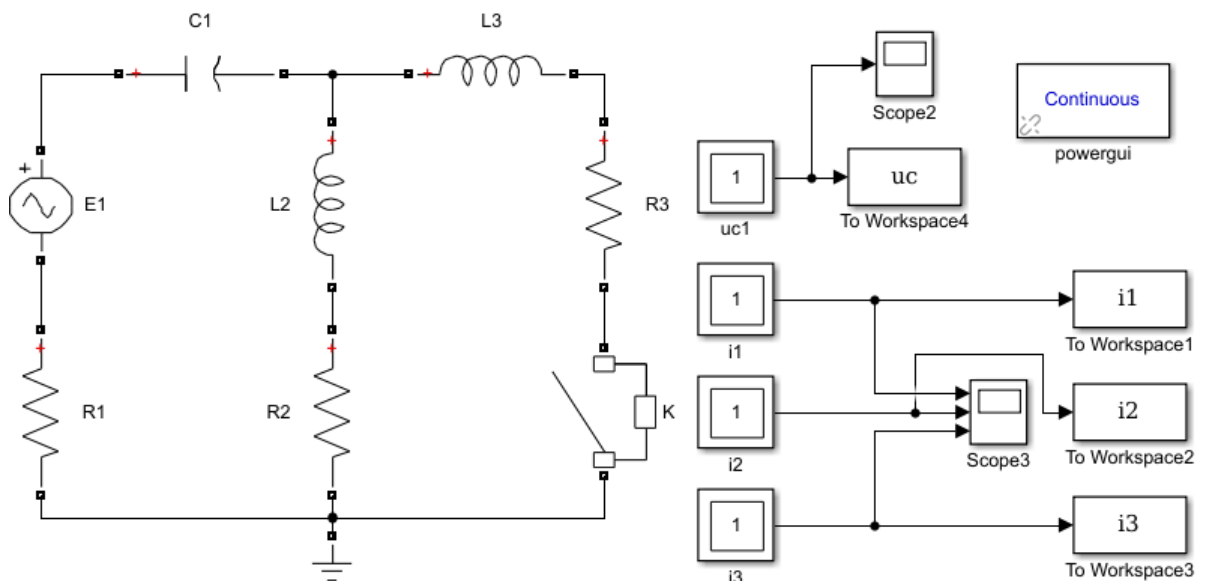 C1
L3
E1
L2
R3
R1
R2
K
Scope2
Continuous
powergui
1
uc1
uc
To Workspace4
1
i1
i1
To Workspace1
1
i2
Scope3
i2
To Workspace2
1
i3
i3
To Workspace3